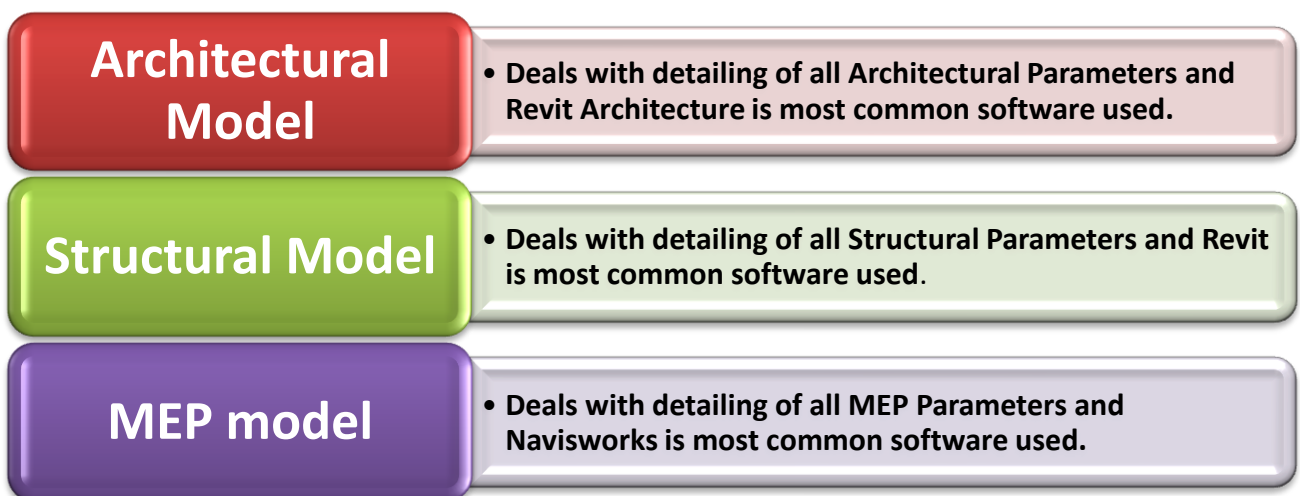 Architectural
Model
• Deals with detailing of all Architectural Parameters and
Revit Architecture is most common software used.
Structural Model
• Deals with detailing of all Structural Parameters and Revit
is most common software used.
MEP model
• Deals with detailing of all MEP Parameters and
Navisworks is most common software used.